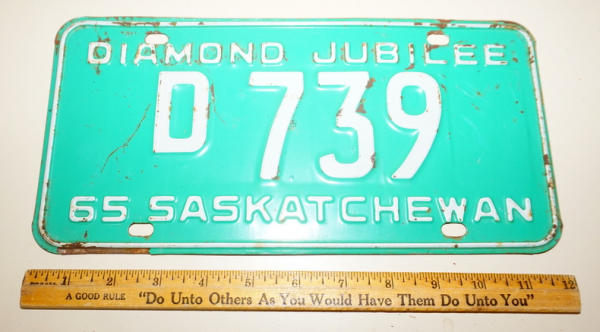 DIAMOND JUBILEE
D 739
65 SASKATCHEWAN
1 2 3 4 5 6 7 8 9 10 11 12
A GOOD RULE "Do Unto Others As You Would Have Them Do Unto You"